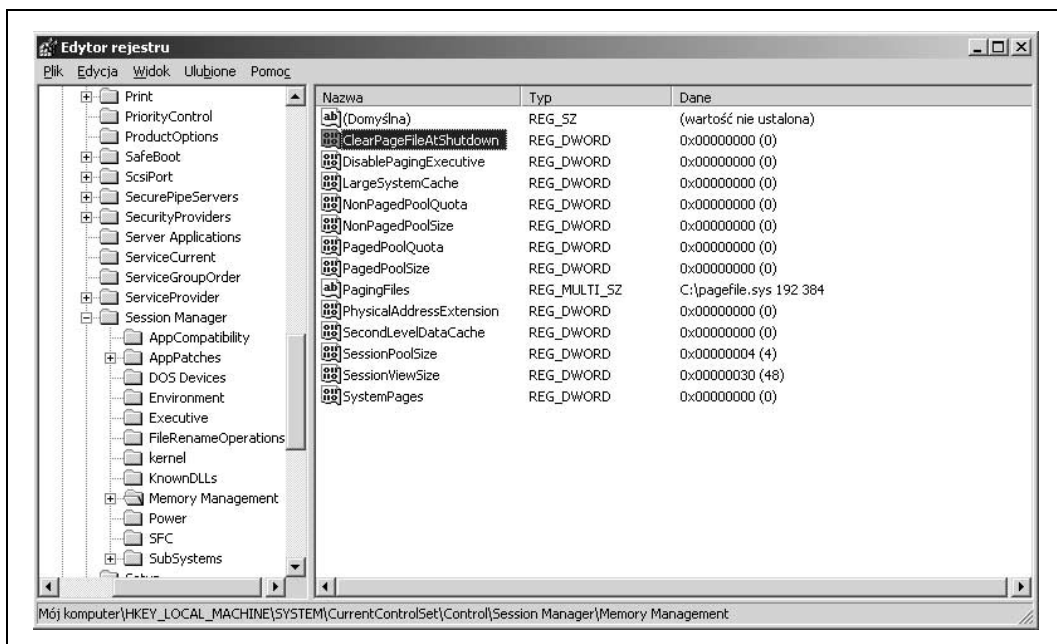 Edytor rejestru
Plik Edycja Widok Ulubione Pomoc
Print
PriorityControl
ProductOptions
SafeBoot
ScsiPort
SecurePipeServers
SecurityProviders
Server Applications
ServiceCurrent
ServiceGroupOrder
ServiceProvider
Session Manager
AppCompatibility
AppPatches
DOS Devices
Environment
Executive
FileRenameOperations
kernel
KnownDLLs
Memory Management
Power
SFC
SubSystems
Nazwa Typ Dane
(Domyślna) REG_SZ (wartość nie ustalona)
ClearPageFileAtShutdown REG_DWORD 0x00000000 (0)
DisablePagingExecutive REG_DWORD 0x00000000 (0)
LargeSystemCache REG_DWORD 0x00000000 (0)
NonPagedPoolQuota REG_DWORD 0x00000000 (0)
NonPagedPoolSize REG_DWORD 0x00000000 (0)
PagedPoolQuota REG_DWORD 0x00000000 (0)
PagedPoolSize REG_DWORD 0x00000000 (0)
PagingFiles REG_MULTI_SZ C:\pagefile.sys 192 384
PhysicalAddressExtension REG_DWORD 0x00000000 (0)
SecondLevelDataCache REG_DWORD 0x00000000 (0)
SessionPoolSize REG_DWORD 0x00000004 (4)
SessionViewSize REG_DWORD 0x00000030 (48)
SystemPages REG_DWORD 0x00000000 (0)
Mój komputer\HKEY_LOCAL_MACHINE\SYSTEM\CurrentControlSet\Control\Session Manager\Memory Management